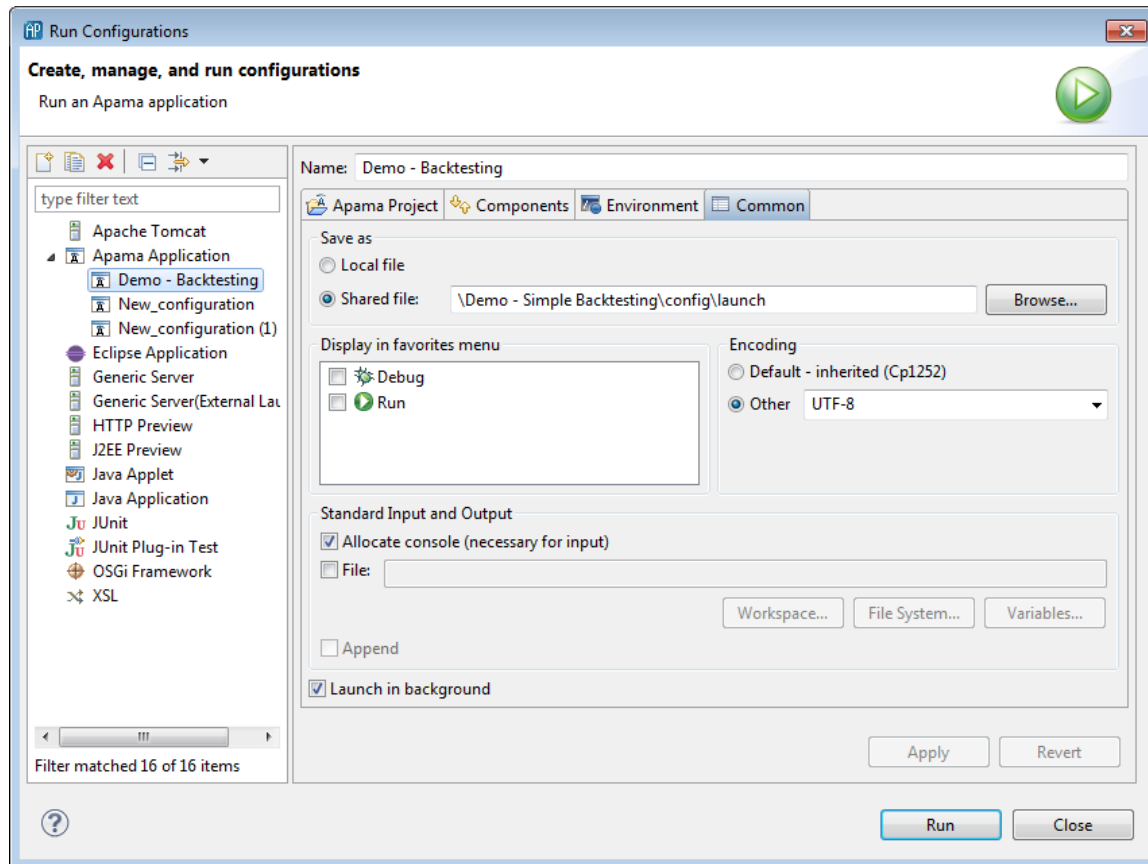 Run Configurations
Create, manage, and run configurations
Run an Apama application
type filter text
Apache Tomcat
Apama Application
Demo - Backtesting
New_configuration
New_configuration (1)
Eclipse Application
Generic Server
Generic Server(External Lau
HTTP Preview
J2EE Preview
Java Applet
Java Application
JUnit
JUnit Plug-in Test
OSGi Framework
XSL
Filter matched 16 of 16 items
Name: Demo - Backtesting
Apama Project Components Environment Common
Save as
Local file
Shared file: \Demo - Simple Backtesting\config\launch Browse...
Display in favorites menu
Debug
Run
Encoding
Default - inherited (Cp1252)
Other UTF-8
Standard Input and Output
Allocate console (necessary for input)
File:
Workspace... File System... Variables...
Append
Launch in background
Apply Revert
Run Close